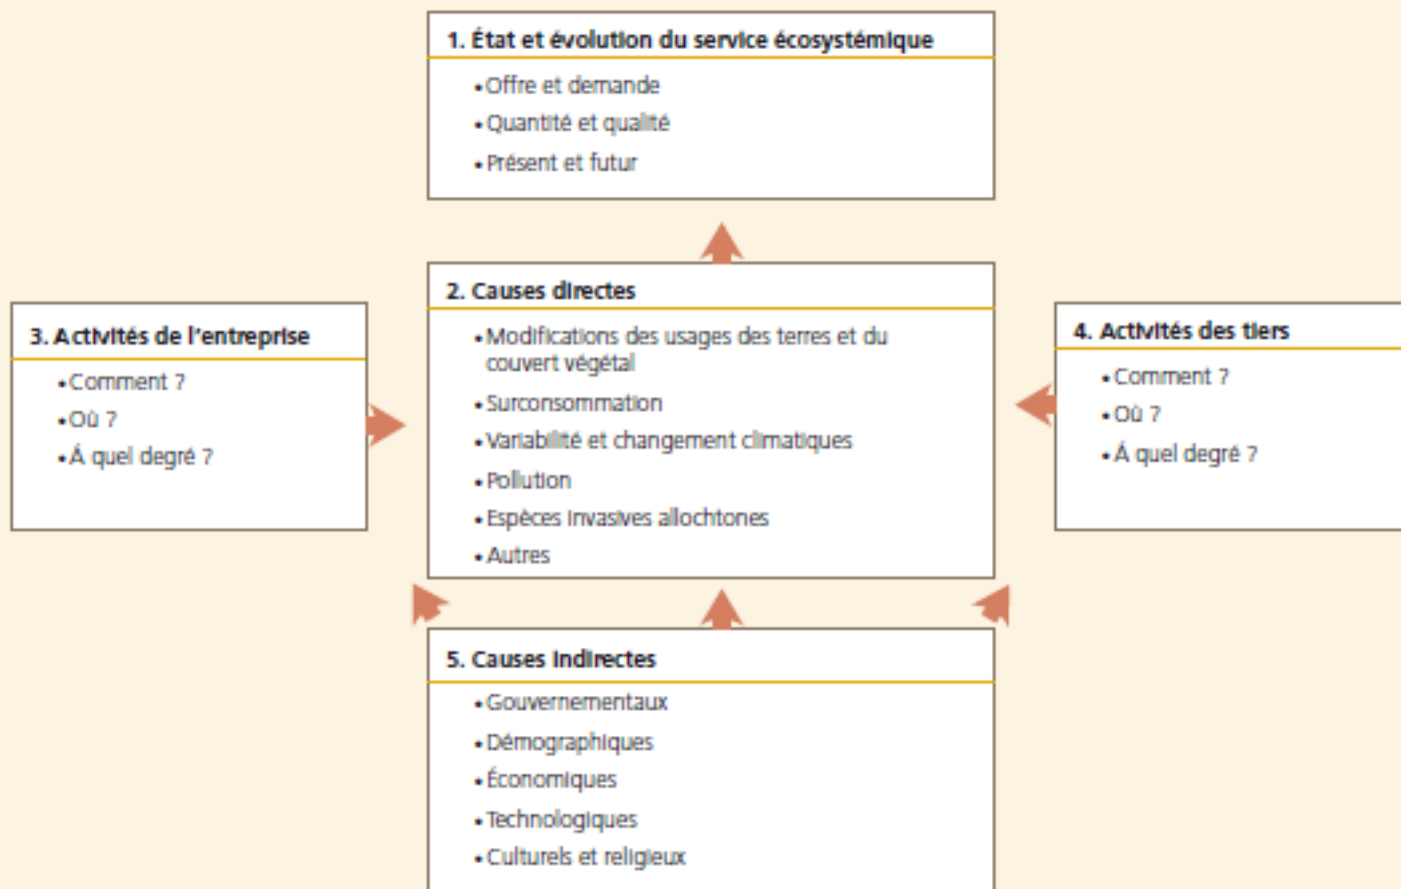 1. État et évolution du service écosystémique
• Offre et demande
• Quantité et qualité
• Présent et futur
2. Causes directes
• Modifications des usages des terres et du
couvert végétal
• Surconsommation
• Variabilité et changement climatiques
• Pollution
• Espèces invasives allochtones
• Autres
3. Activités de l'entreprise
• Comment ?
• Où ?
• Á quel degré ?
4. Activités des tiers
• Comment ?
• Où ?
• Á quel degré ?
5. Causes indirectes
• Gouvernementaux
• Démographiques
• Économiques
• Technologiques
• Culturels et religieux